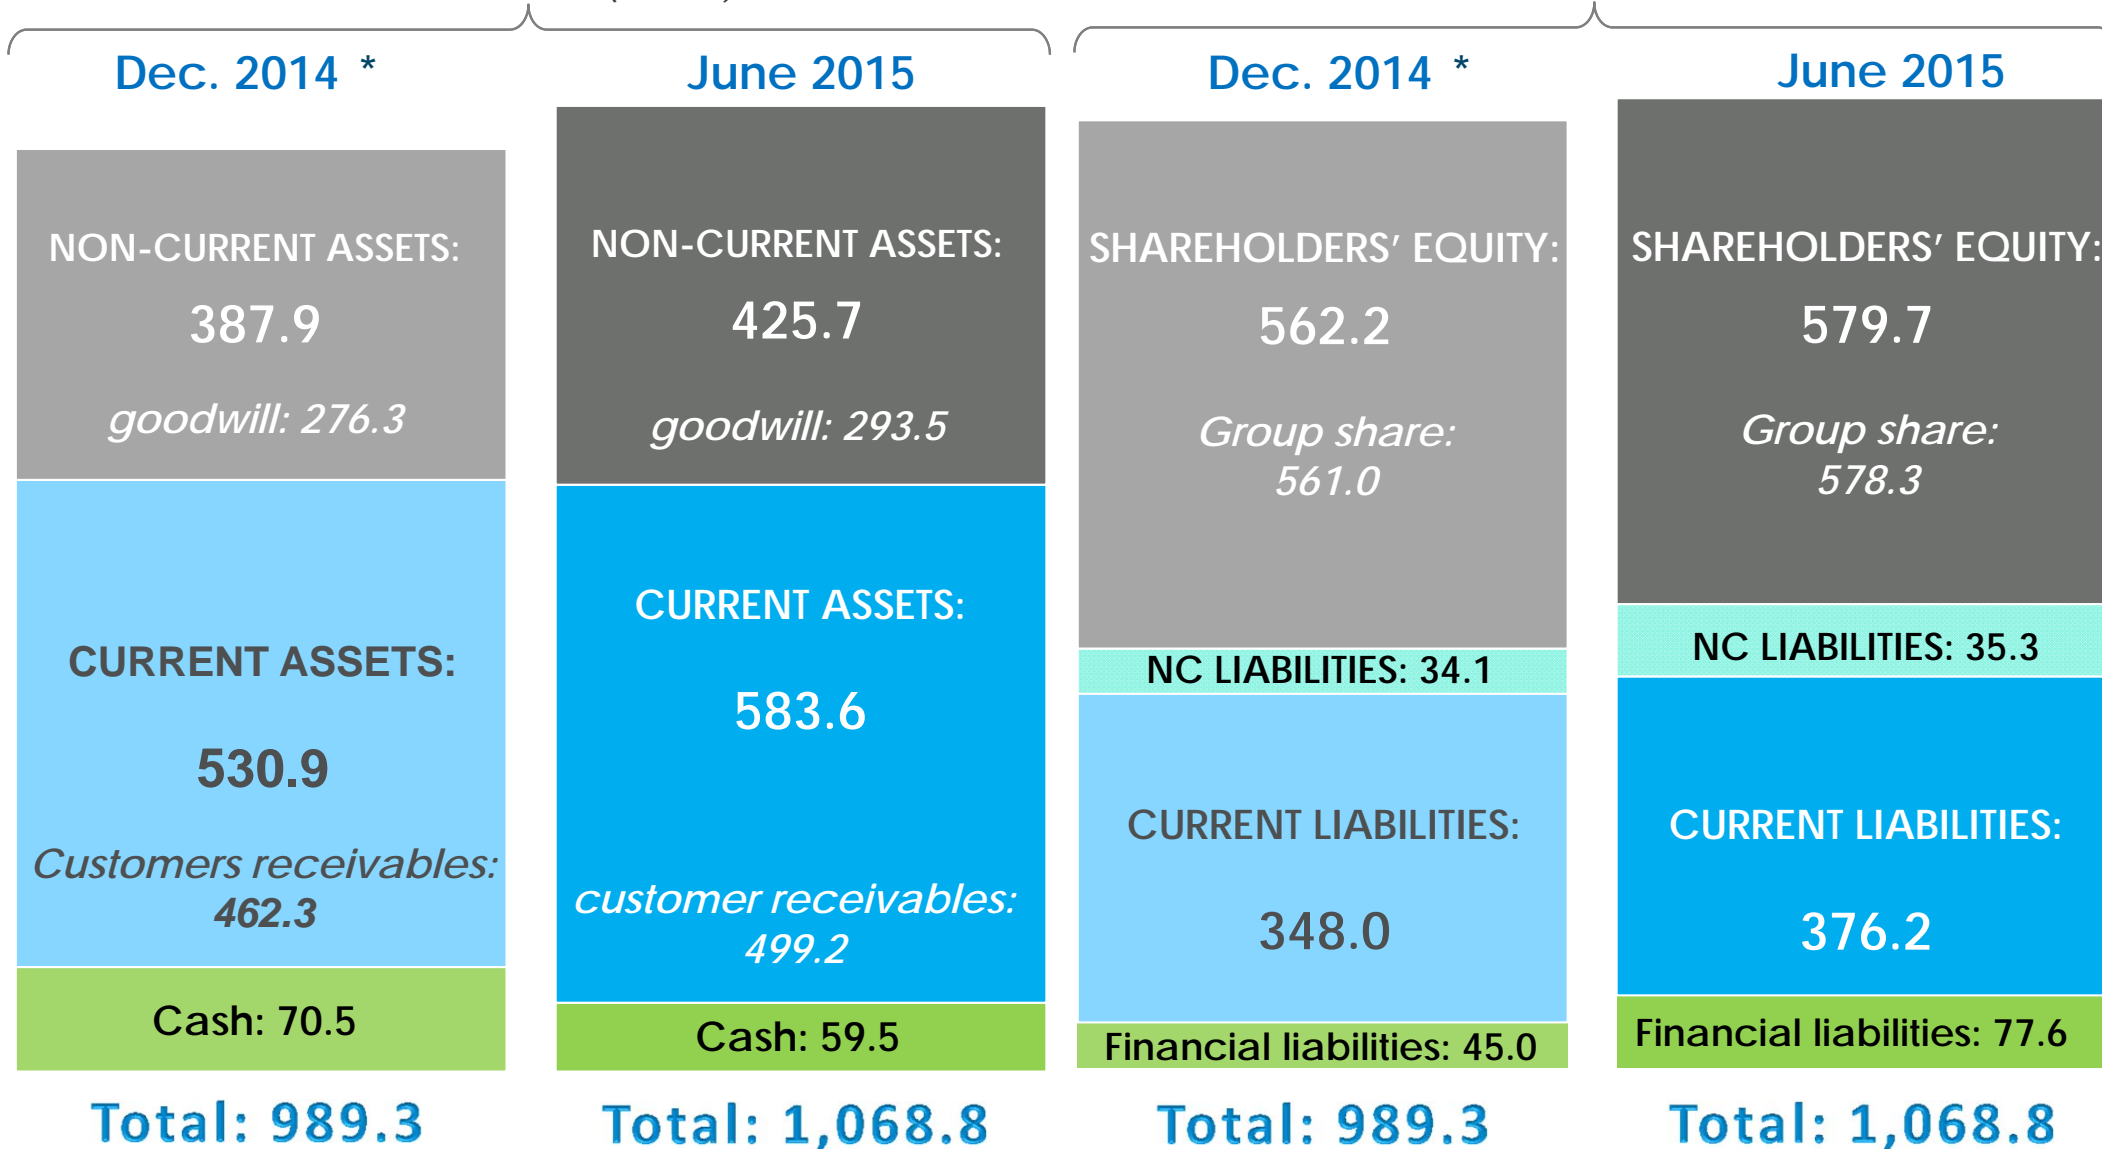 Dec. 2014 *
NON-CURRENT ASSETS:
387.9
goodwill: 276.3
CURRENT ASSETS:
530.9
Customers receivables:
462.3
Cash: 70.5
Total: 989.3
June 2015
NON-CURRENT ASSETS:
425.7
goodwill: 293.5
CURRENT ASSETS:
583.6
customer receivables:
499.2
Cash: 59.5
Total: 1,068.8
Dec. 2014 *
SHAREHOLDERS’ EQUITY:
562.2
Group share:
561.0
NC LIABILITIES: 34.1
CURRENT LIABILITIES:
348.0
Financial liabilities: 45.0
Total: 989.3
June 2015
SHAREHOLDERS’ EQUITY:
579.7
Group share:
578.3
NC LIABILITIES: 35.3
CURRENT LIABILITIES:
376.2
Financial liabilities: 77.6
Total: 1,068.8